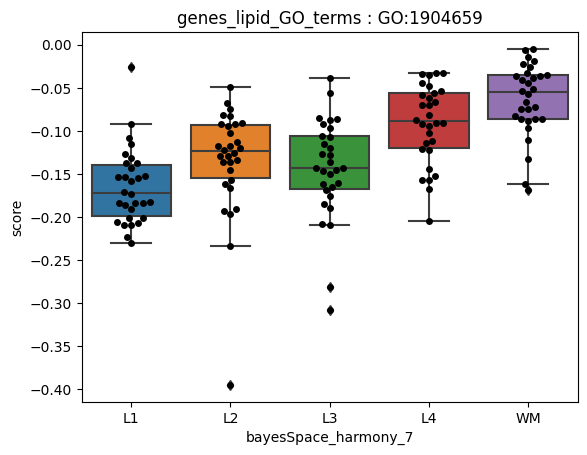 genes_lipid_GO_terms : GO:1904659
0.00
−0.05
−0.10
−0.15
−0.20
−0.25
−0.30
−0.35
−0.40
score
L1 L2 L3 L4 WM
bayesSpace_harmony_7